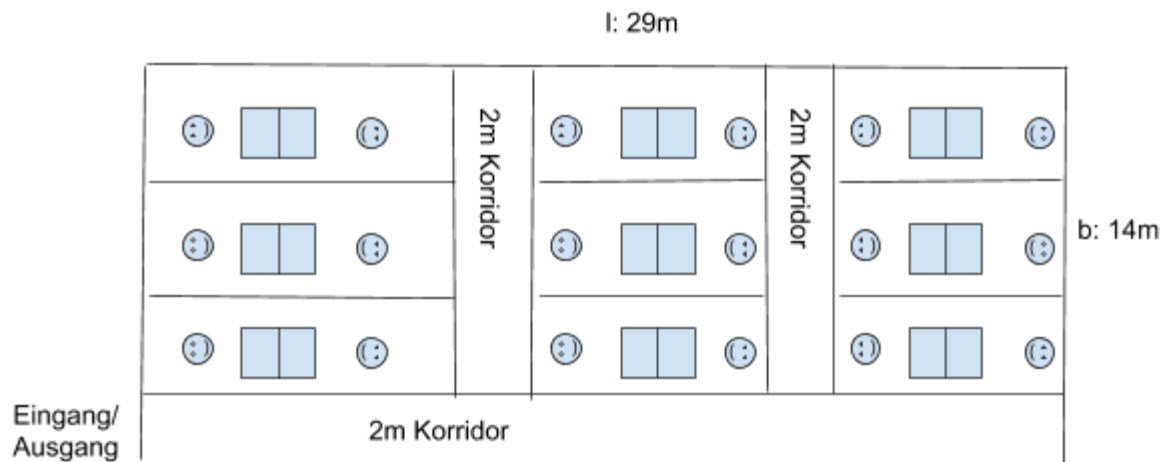 l: 29m
2m Korridor
2m Korridor
b: 14m
Eingang/
Ausgang
2m Korridor